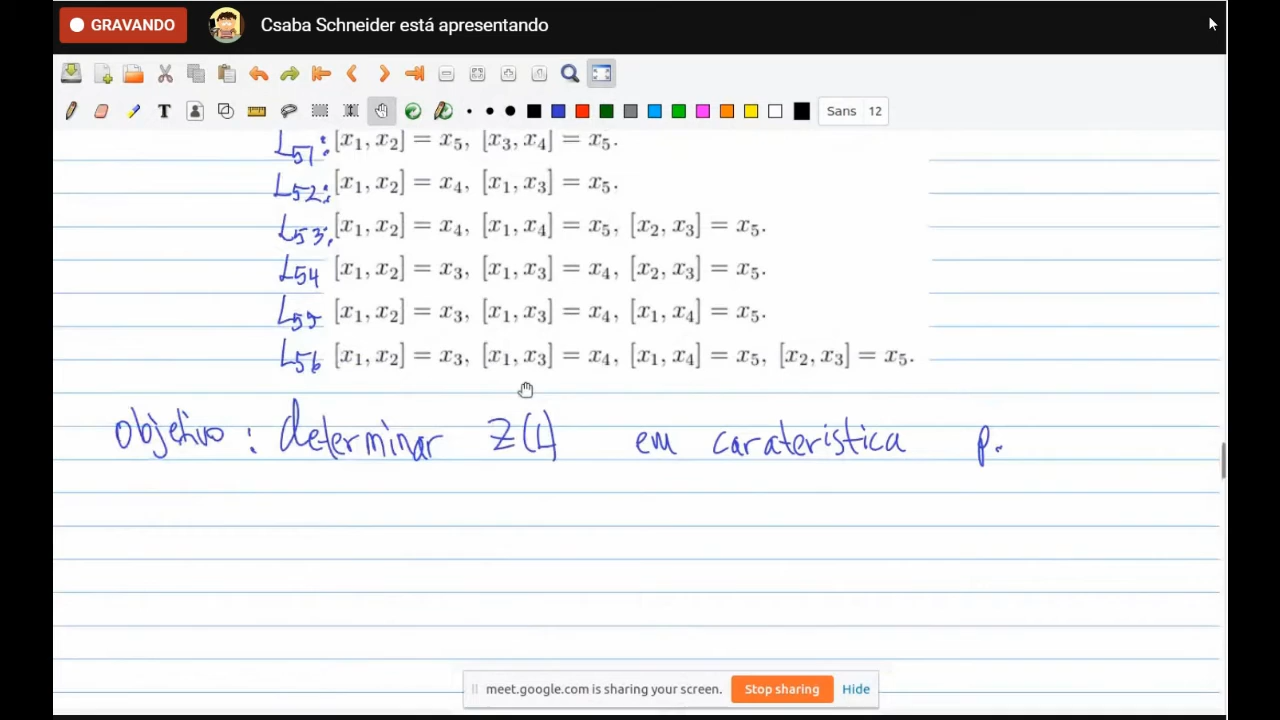 GRAVANDO Csaba Schneider está apresentando
Sans 12
L51: [x1, x2] = x5, [x3, x4] = x5.
L52: [x1, x2] = x4, [x1, x3] = x5.
L53: [x1, x2] = x4, [x1, x4] = x5, [x2, x3] = x5.
L54 [x1, x2] = x3, [x1, x3] = x4, [x2, x3] = x5.
L55 [x1, x2] = x3, [x1, x3] = x4, [x1, x4] = x5.
L56 [x1, x2] = x3, [x1, x3] = x4, [x1, x4] = x5, [x2, x3] = x5.
Objetivo: determinar Z(L) em caraterística p.
meet.google.com is sharing your screen. Stop sharing Hide